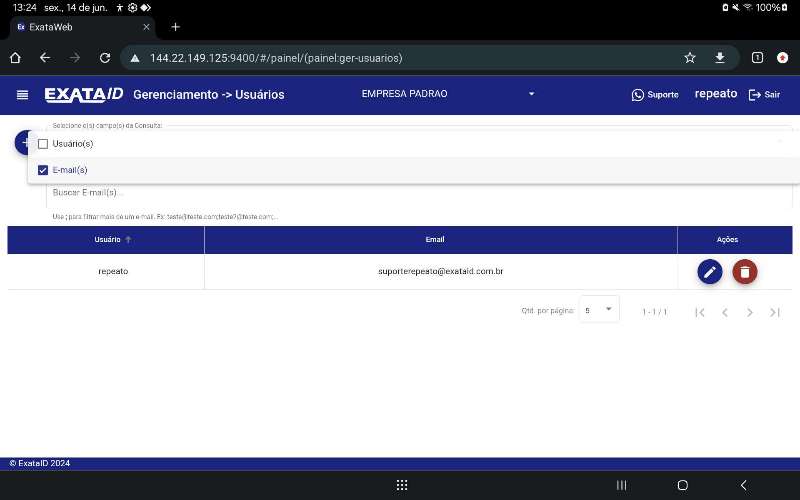 13:24 sex., 14 de jun. 100%
Ex ExataWeb
144.22.149.125:9400/#/painel/(painel:ger-usuarios)
1
EXATAID Gerenciamento -> Usuários EMPRESA PADRAO Suporte repeato Sair
Selecione o(s) campo(s) da Consulta:
Usuário(s)
E-mail(s)
Buscar E-mail(s)...
Use ; para filtrar mais de um e-mail. Ex: teste@teste.com;teste2@teste.com;...
Usuário Email Ações
repeato suporterepeato@exataid.com.br
Qtd. por página: 5 1 - 1 / 1
© ExataID 2024